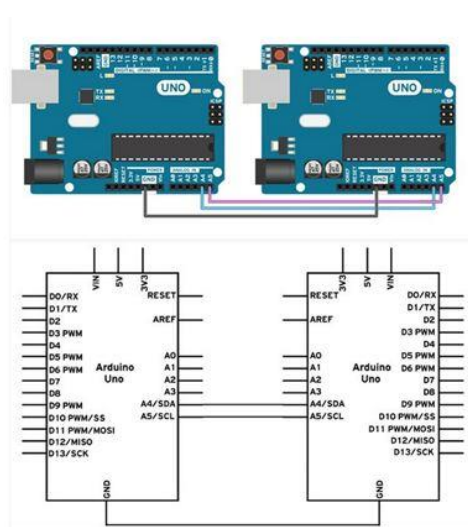 UNO
UNO
VIN
5V
3V3
VIN
5V
3V3
D0/RX
D1/TX
D2
D3 PWM
D4
D5 PWM
D6 PWM
D7
D8
D9 PWM
D10 PWM/SS
D11 PWM/MOSI
D12/MISO
D13/SCK
RESET
AREF
A0
A1
A2
A3
A4/SDA
A5/SCL
Arduino
Uno
GND
RESET
AREF
A0
A1
A2
A3
A4/SDA
A5/SCL
Arduino
Uno
D0/RX
D1/TX
D2
D3 PWM
D4
D5 PWM
D6 PWM
D7
D8
D9 PWM
D10 PWM/SS
D11 PWM/MOSI
D12/MISO
D13/SCK
GND